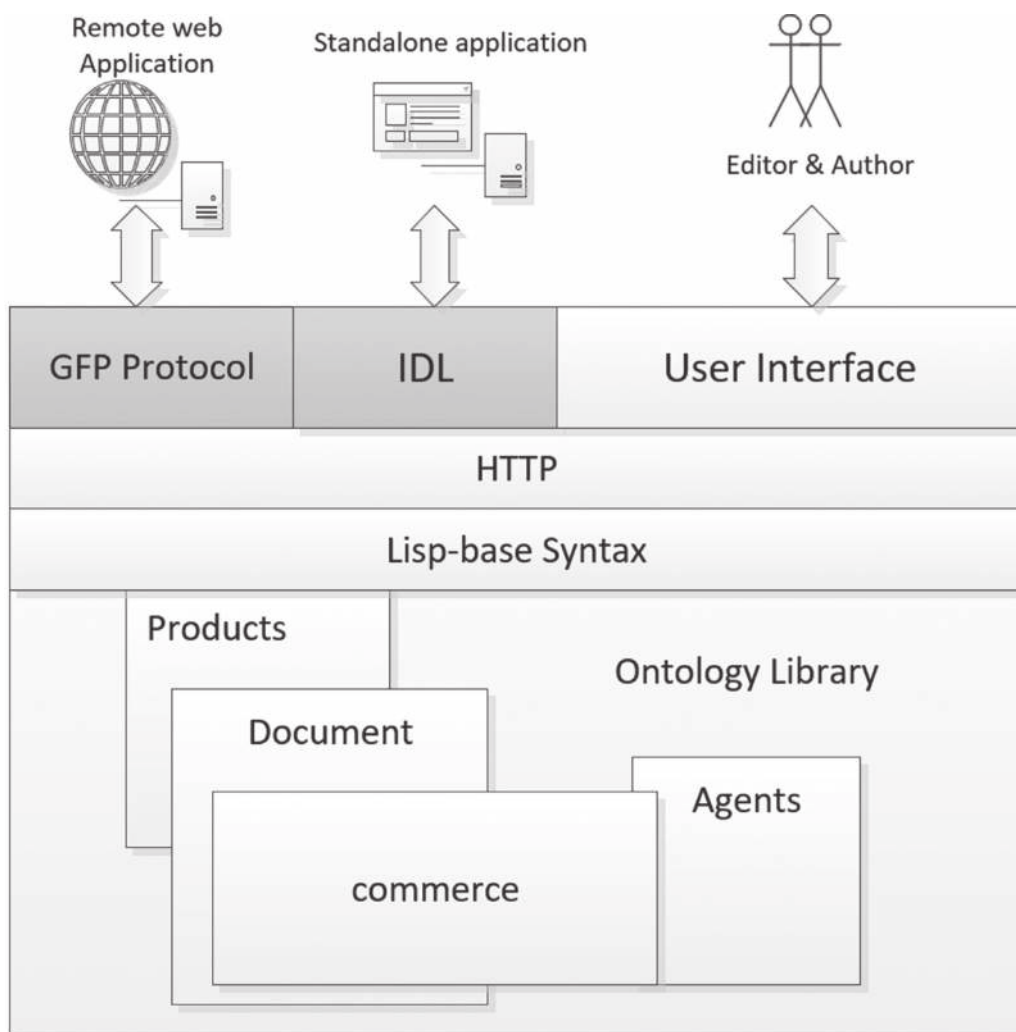 Remote web
Application
Standalone application
Editor & Author
GFP Protocol
IDL
User Interface
HTTP
Lisp-base Syntax
Products
Ontology Library
Document
Agents
commerce